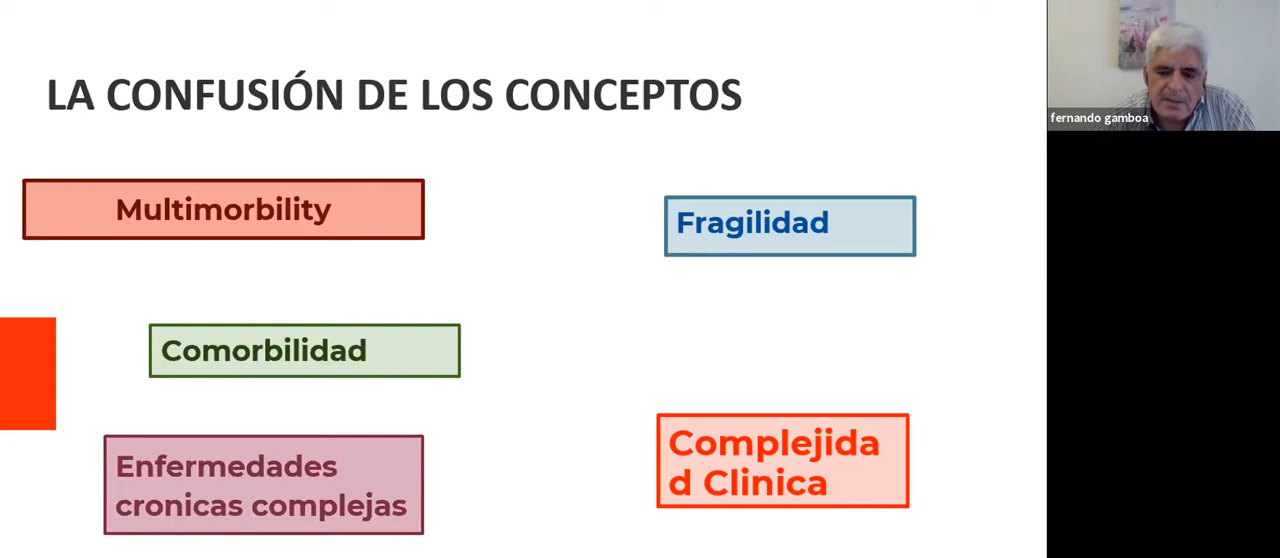 LA CONFUSIÓN DE LOS CONCEPTOS
Multimorbility
Fragilidad
Comorbilidad
Enfermedades
cronicas complejas
Complejida
d Clinica
fernando gamboa